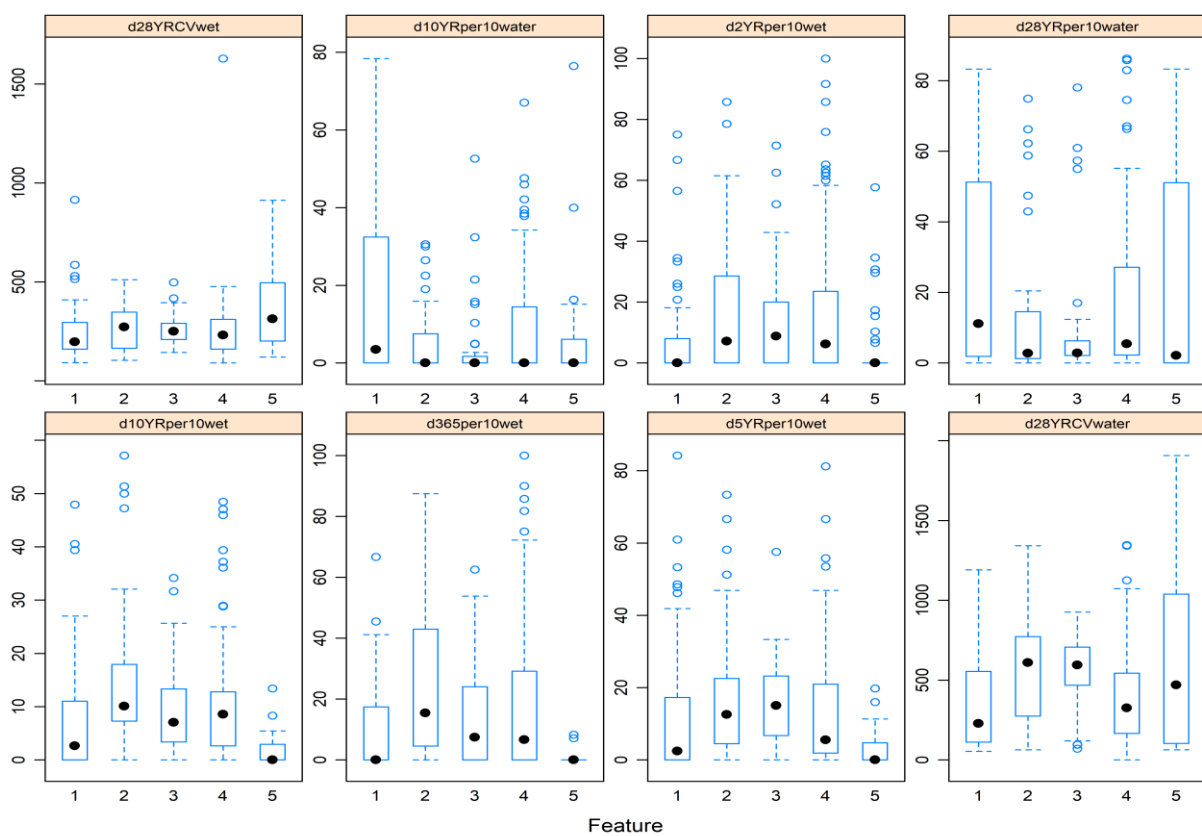 d28YRCVwet d10YRper10water d2YRper10wet d28YRper10water
0 500 1000 1500
0 20 40 60 80
0 20 40 60 80 100
0 20 40 60 80
1 2 3 4 5 1 2 3 4 5 1 2 3 4 5 1 2 3 4 5
d10YRper10wet d365per10wet d5YRper10wet d28YRCVwater
0 10 20 30 40 50
0 20 40 60 80 100
0 20 40 60 80
0 500 1000 1500
1 2 3 4 5 1 2 3 4 5 1 2 3 4 5 1 2 3 4 5
Feature